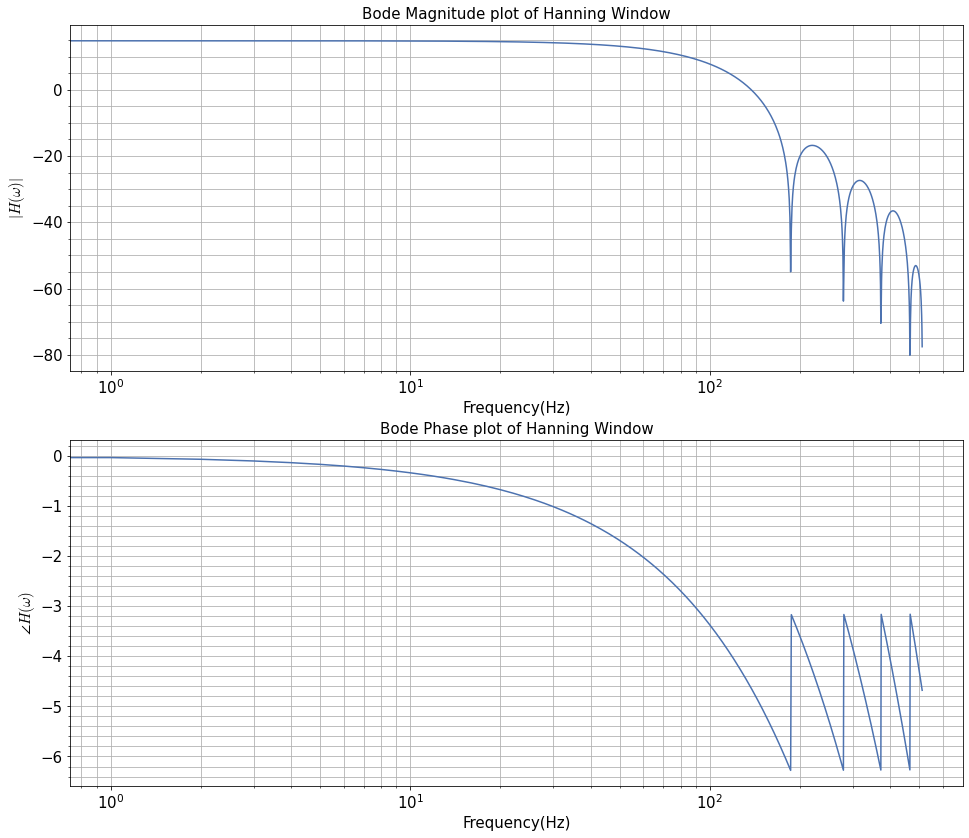 Bode Magnitude plot of Hanning Window
|H(ω)|
0
−20
−40
−60
−80
10⁰ 10¹ 10²
Frequency(Hz)
Bode Phase plot of Hanning Window
∠H(ω)
0
−1
−2
−3
−4
−5
−6
10⁰ 10¹ 10²
Frequency(Hz)